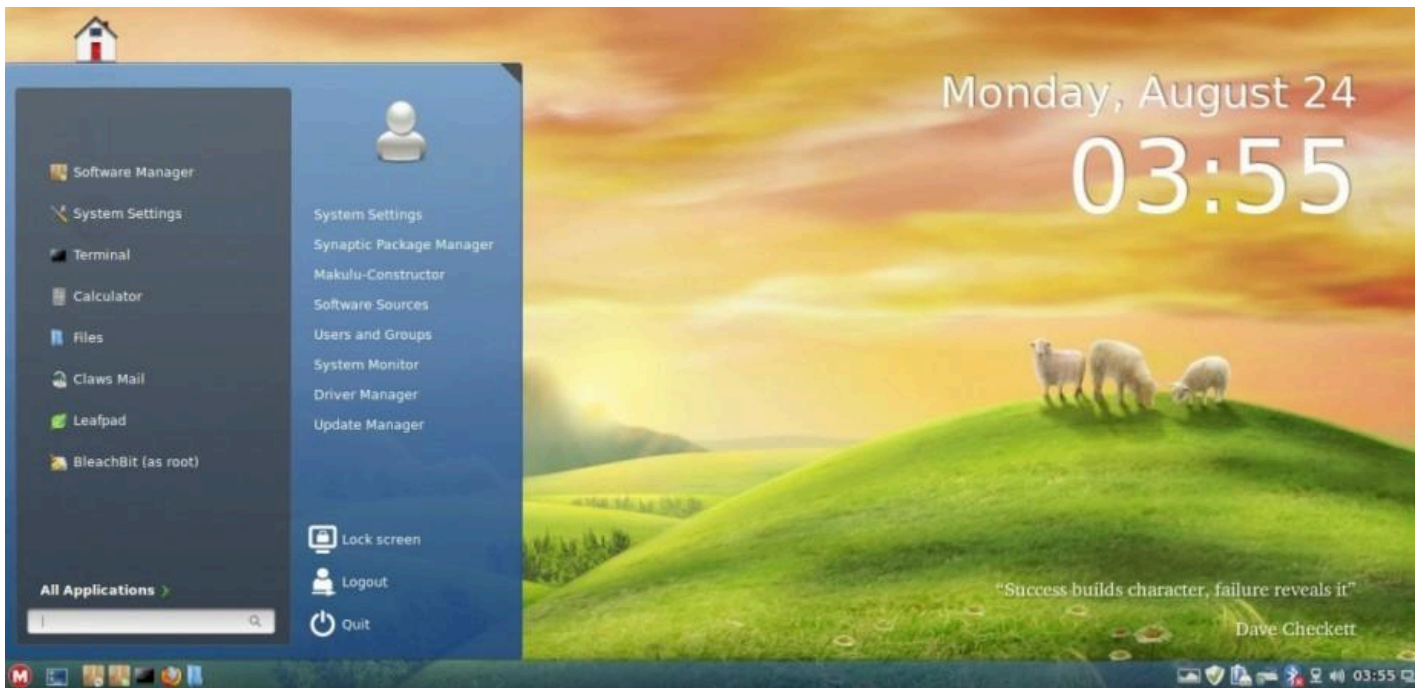 Monday, August 24
03:55
Software Manager
System Settings
Terminal
Calculator
Files
Claws Mail
Leafpad
BleachBit (as root)
All Applications
System Settings
Synaptic Package Manager
Makulu-Constructor
Software Sources
Users and Groups
System Monitor
Driver Manager
Update Manager
Lock screen
Logout
Quit
“Success builds character, failure reveals it”
Dave Checkett
M
03:55